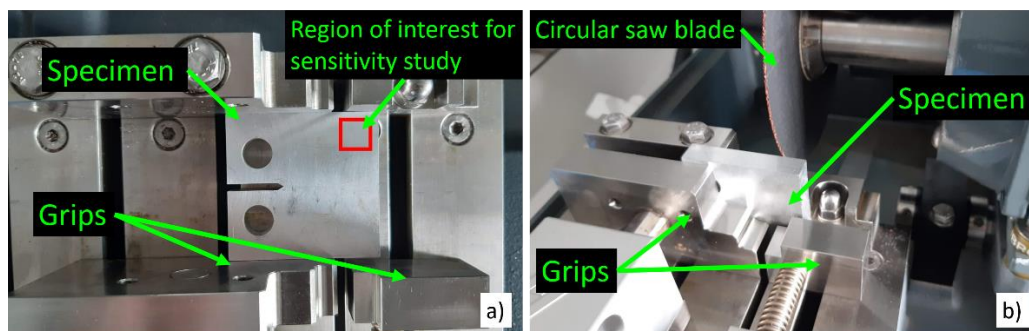 Region of interest for
sensitivity study
Specimen
Grips
a)
Circular saw blade
Specimen
Grips
b)